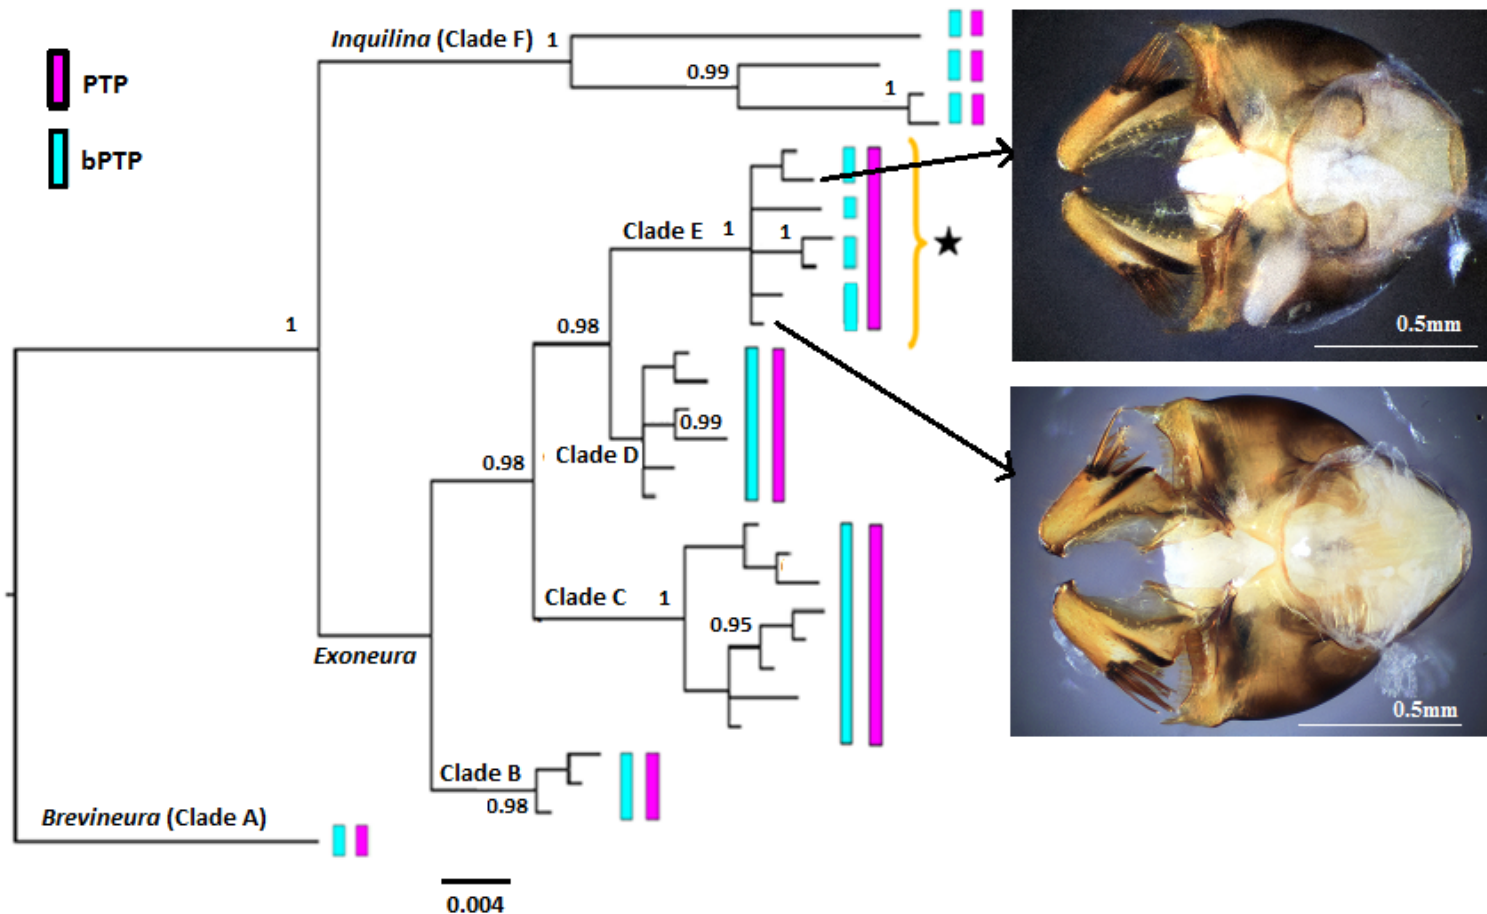 PTP
bPTP
Inquilina (Clade F) 1
0.99
1
Clade E 1
1
0.5mm
1
0.98
0.99
Clade D
0.98
Clade C 1
0.95
0.5mm
Exoneura
Clade B
0.98
Brevineura (Clade A)
0.004